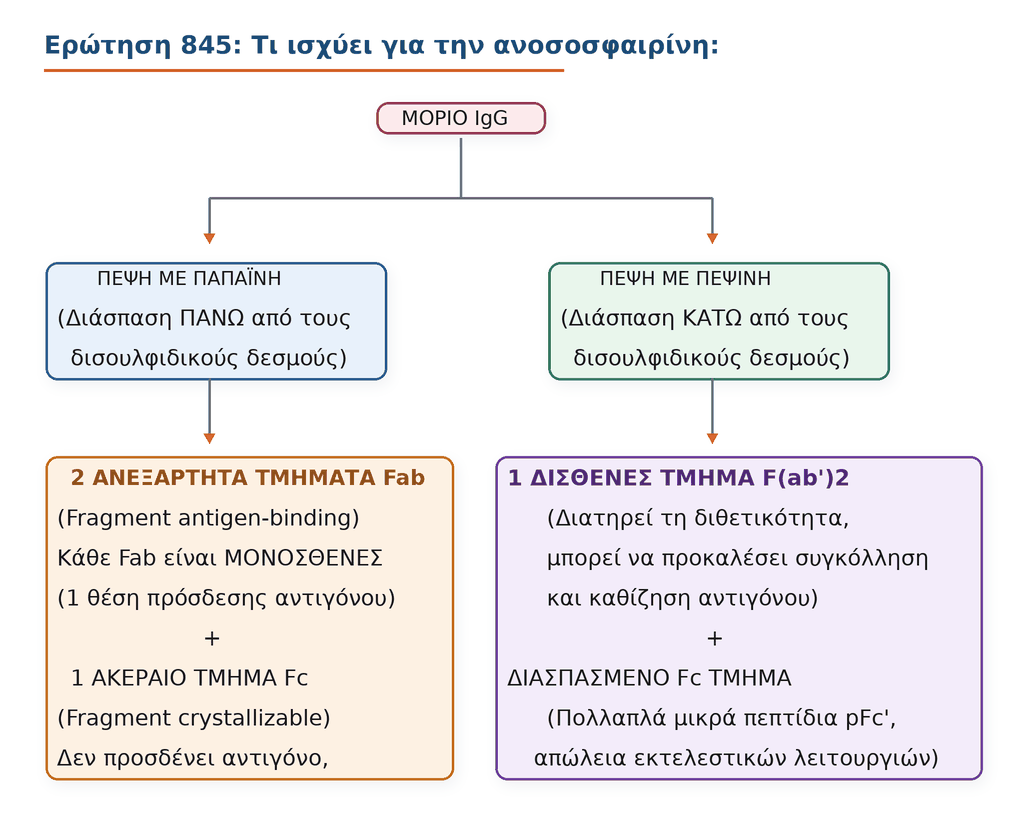 Ερώτηση 845: Τι ισχύει για την ανοσοσφαιρίνη:
ΜΟΡΙΟ IgG
ΠΕΨΗ ΜΕ ΠΑΠΑΪΝΗ
(Διάσπαση ΠΑΝΩ από τους
δισουλφιδικούς δεσμούς)
ΠΕΨΗ ΜΕ ΠΕΨΙΝΗ
(Διάσπαση ΚΑΤΩ από τους
δισουλφιδικούς δεσμούς)
2 ΑΝΕΞΑΡΤΗΤΑ ΤΜΗΜΑΤΑ Fab
(Fragment antigen-binding)
Κάθε Fab είναι ΜΟΝΟΣΘΕΝΕΣ
(1 θέση πρόσδεσης αντιγόνου)
+
1 ΑΚΕΡΑΙΟ ΤΜΗΜΑ Fc
(Fragment crystallizable)
Δεν προσδένει αντιγόνο,
1 ΔΙΣΘΕΝΕΣ ΤΜΗΜΑ F(ab')2
(Διατηρεί τη διθετικότητα,
μπορεί να προκαλέσει συγκόλληση
και καθίζηση αντιγόνου)
+
ΔΙΑΣΠΑΣΜΕΝΟ Fc ΤΜΗΜΑ
(Πολλαπλά μικρά πεπτίδια pFc',
απώλεια εκτελεστικών λειτουργιών)